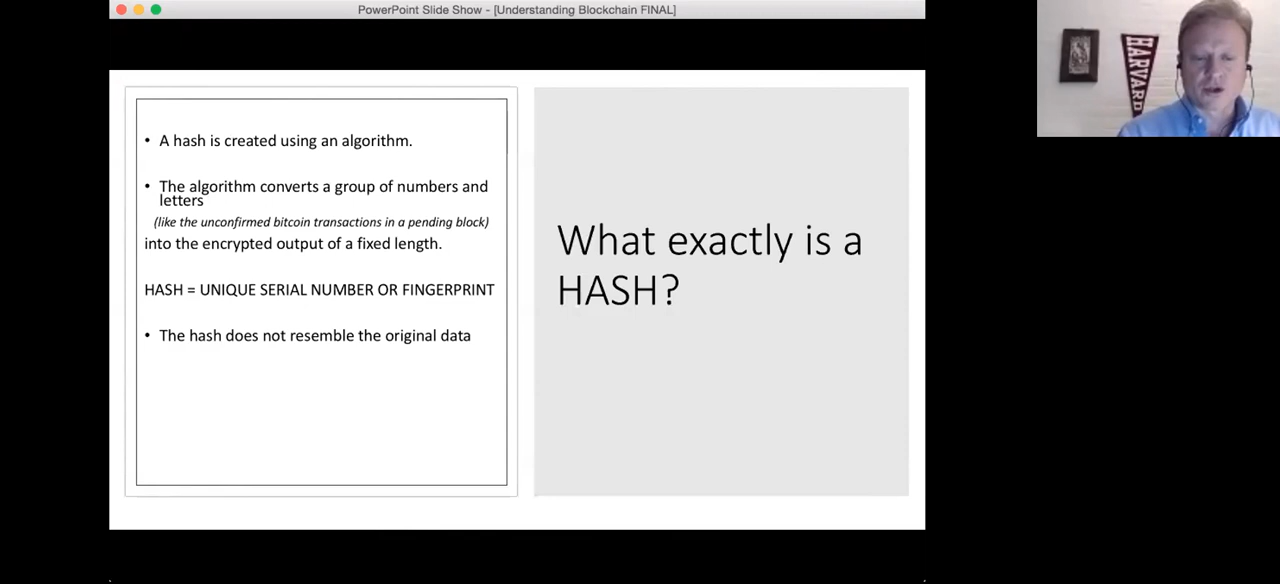 PowerPoint Slide Show - [Understanding Blockchain FINAL]
• A hash is created using an algorithm.
• The algorithm converts a group of numbers and
letters
(like the unconfirmed bitcoin transactions in a pending block)
into the encrypted output of a fixed length.
HASH = UNIQUE SERIAL NUMBER OR FINGERPRINT
• The hash does not resemble the original data
What exactly is a
HASH?
HARVARD